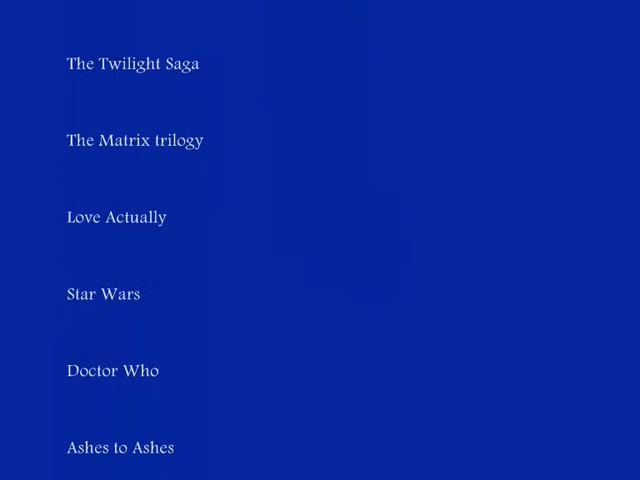 The Twilight Saga
The Matrix trilogy
Love Actually
Star Wars
Doctor Who
Ashes to Ashes